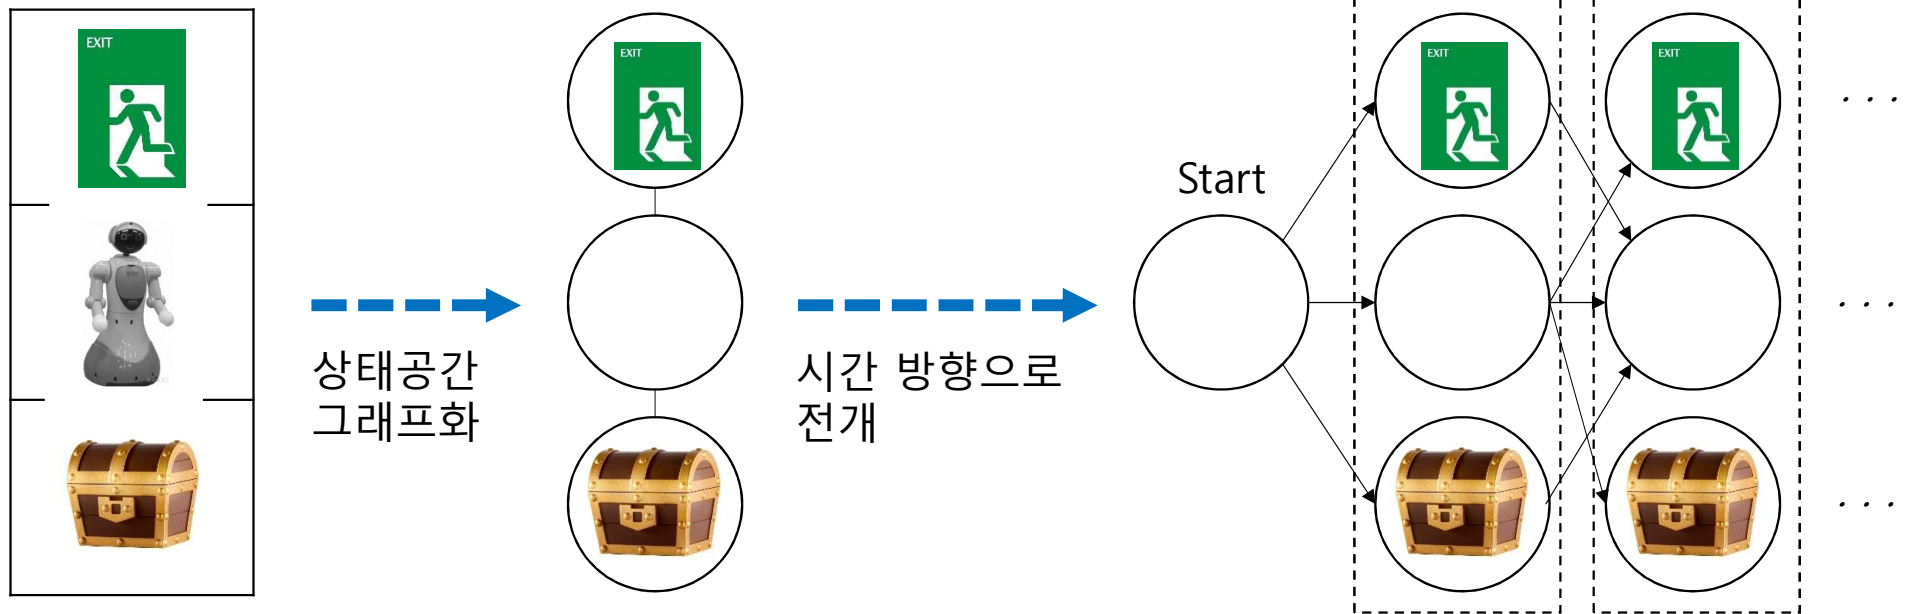 EXIT
상태공간
그래프화
EXIT
시간 방향으로
전개
Start
EXIT
EXIT
. . .
. . .
. . .